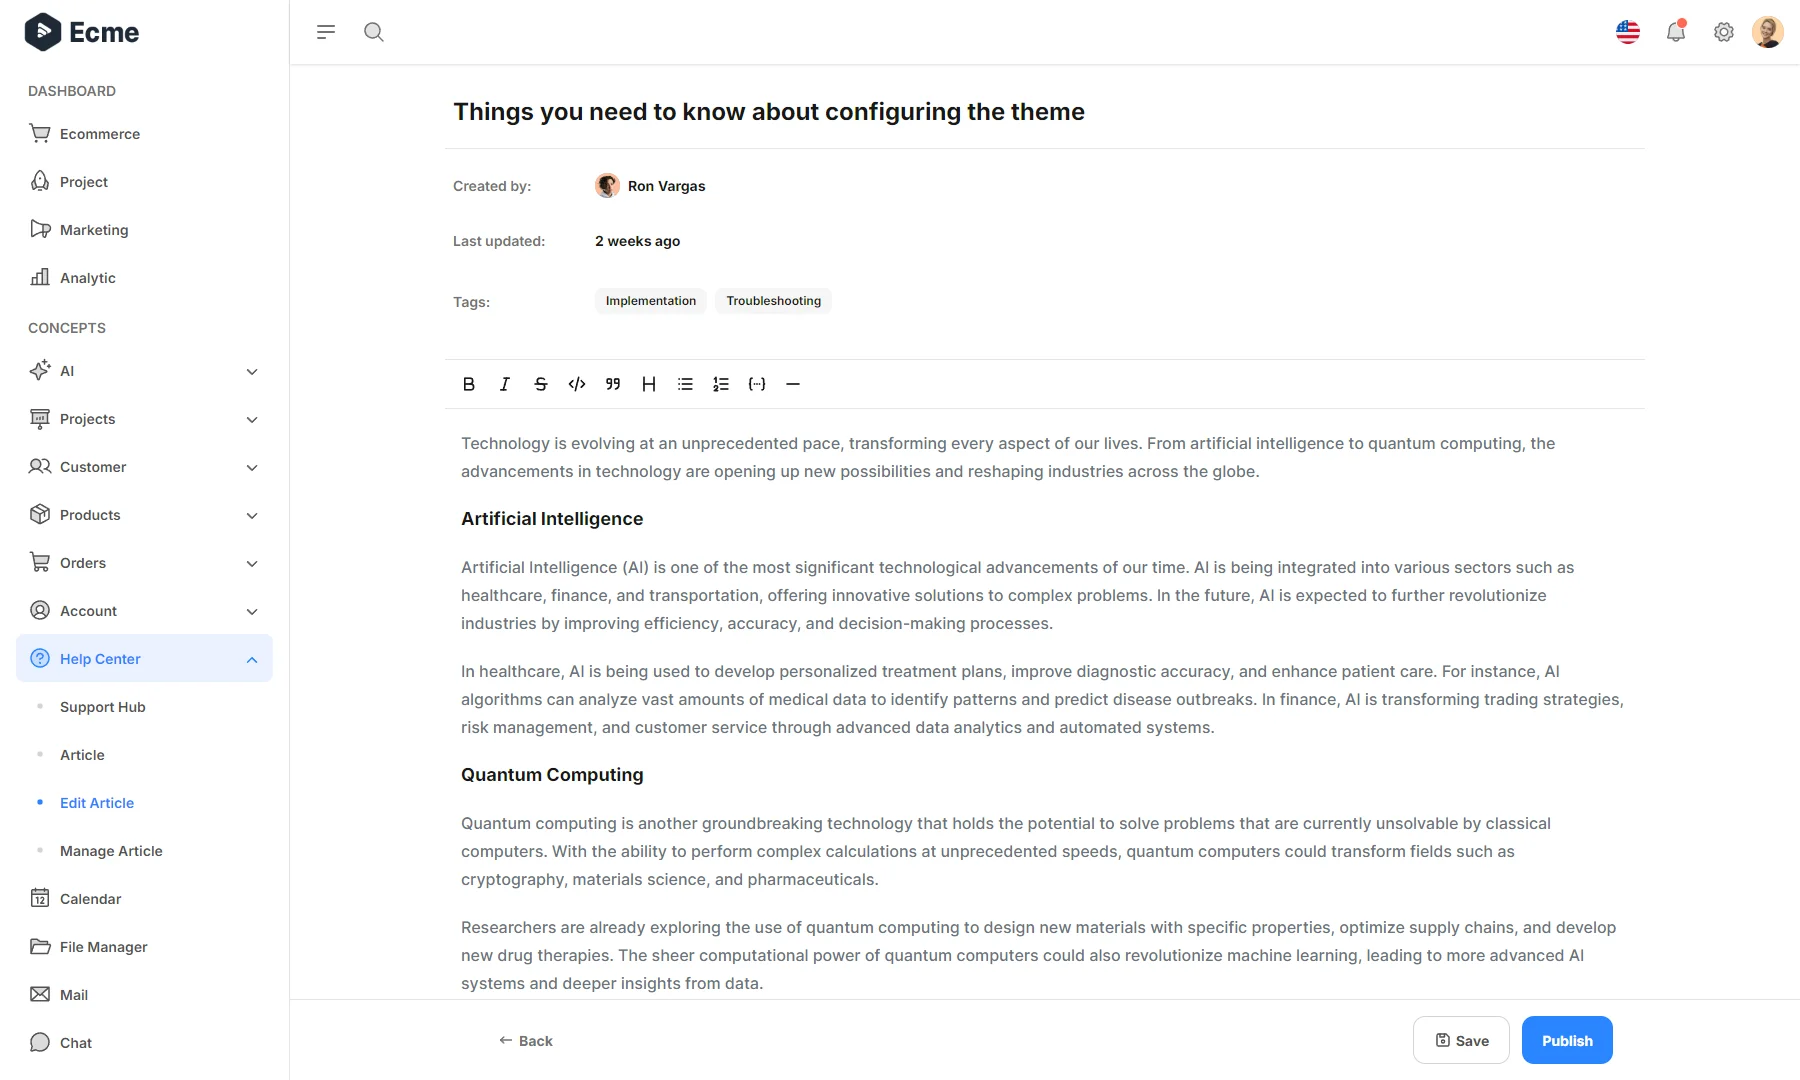 Ecme
DASHBOARD
Ecommerce
Project
Marketing
Analytic
CONCEPTS
AI
Projects
Customer
Products
Orders
Account
Help Center
Support Hub
Article
Edit Article
Manage Article
12
Calendar
File Manager
Mail
Chat
Things you need to know about configuring the theme
Created by:
Ron Vargas
Last updated:
2 weeks ago
Tags:
Implementation
Troubleshooting
Technology is evolving at an unprecedented pace, transforming every aspect of our lives. From artificial intelligence to quantum computing, the
advancements in technology are opening up new possibilities and reshaping industries across the globe.
Artificial Intelligence
Artificial Intelligence (AI) is one of the most significant technological advancements of our time. AI is being integrated into various sectors such as
healthcare, finance, and transportation, offering innovative solutions to complex problems. In the future, AI is expected to further revolutionize
industries by improving efficiency, accuracy, and decision-making processes.
In healthcare, AI is being used to develop personalized treatment plans, improve diagnostic accuracy, and enhance patient care. For instance, AI
algorithms can analyze vast amounts of medical data to identify patterns and predict disease outbreaks. In finance, AI is transforming trading strategies,
risk management, and customer service through advanced data analytics and automated systems.
Quantum Computing
Quantum computing is another groundbreaking technology that holds the potential to solve problems that are currently unsolvable by classical
computers. With the ability to perform complex calculations at unprecedented speeds, quantum computers could transform fields such as
cryptography, materials science, and pharmaceuticals.
Researchers are already exploring the use of quantum computing to design new materials with specific properties, optimize supply chains, and develop
new drug therapies. The sheer computational power of quantum computers could also revolutionize machine learning, leading to more advanced AI
systems and deeper insights from data.
Back
Save
Publish